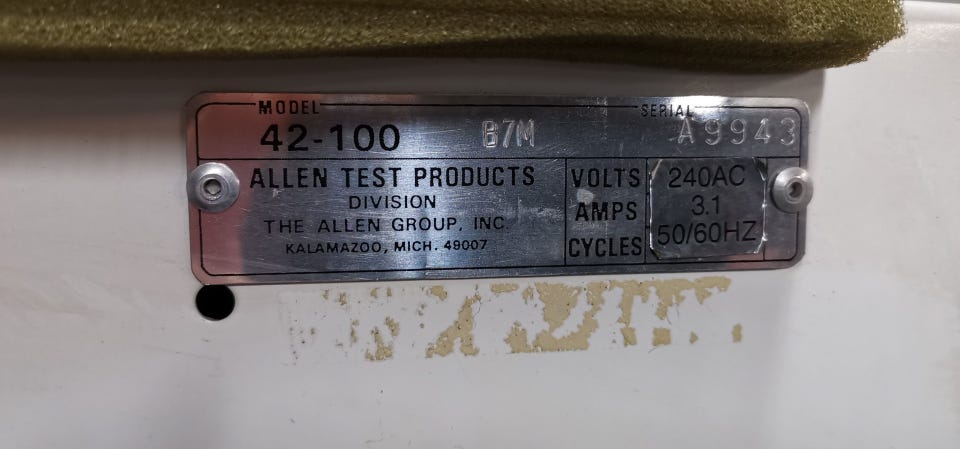 MODEL SERIAL
42-100 B7M A9943
ALLEN TEST PRODUCTS
DIVISION
THE ALLEN GROUP, INC.
KALAMAZOO, MICH. 49007
VOLTS 240AC
AMPS 3.1
CYCLES 50/60HZ